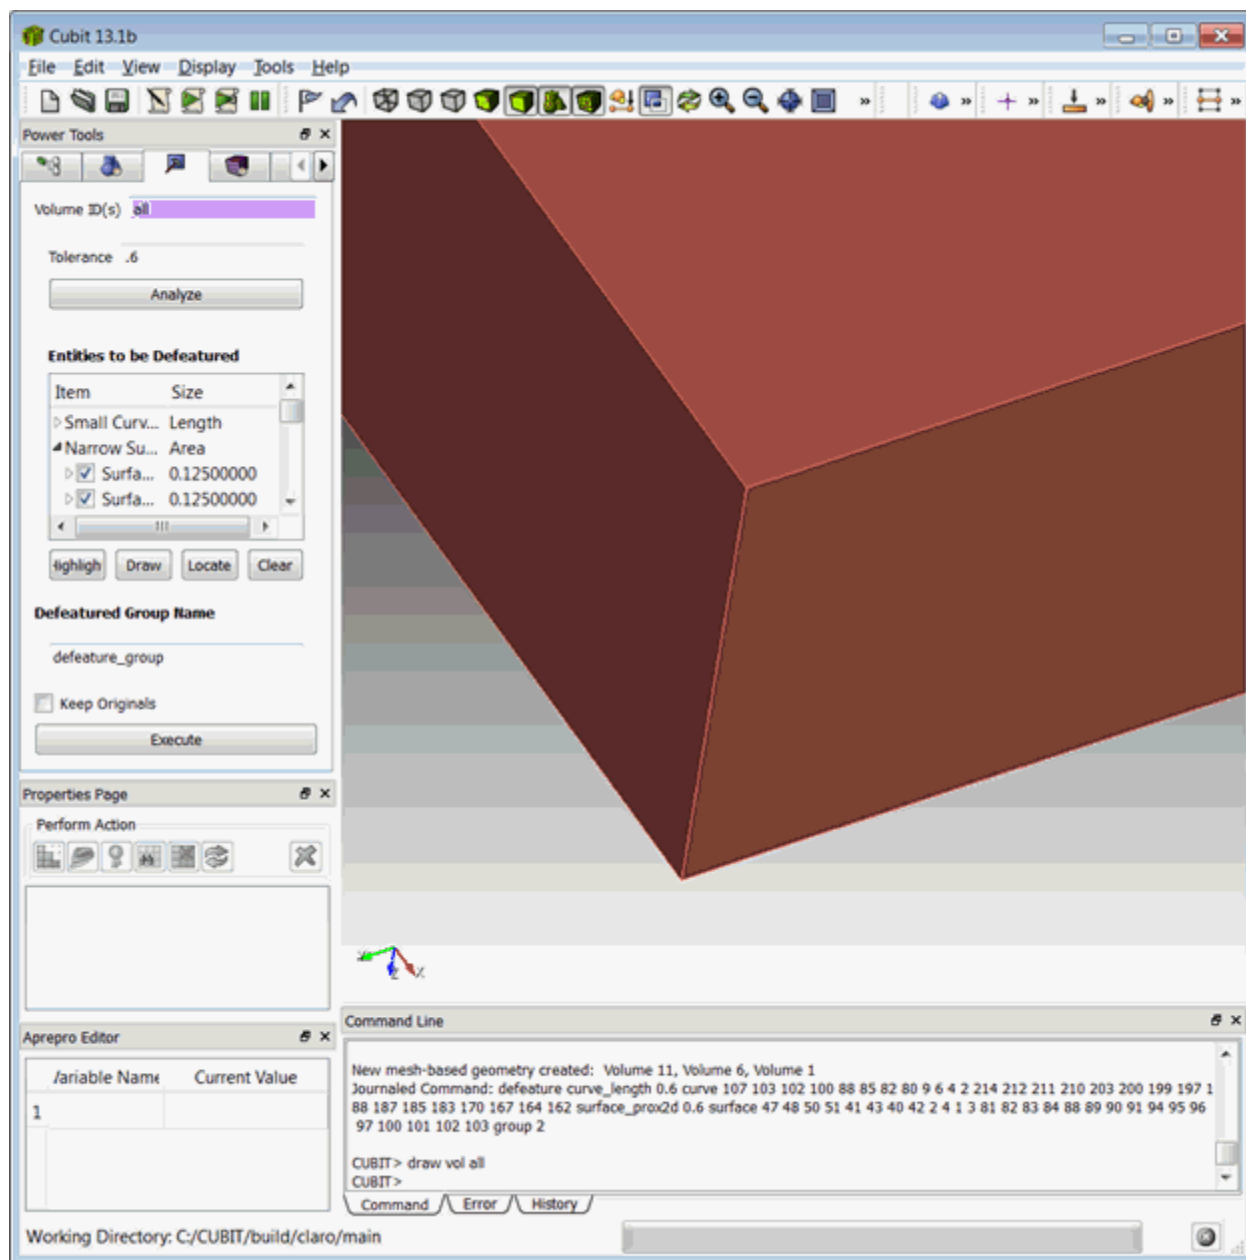 Cubit 13.1b
File Edit View Display Tools Help
Power Tools
Volume ID(s) all
Tolerance .6
Analyze
Entities to be Defeatured
Item Size
Small Curv... Length
Narrow Su... Area
Surfa... 0.12500000
Surfa... 0.12500000
Highligh Draw Locate Clear
Defeatured Group Name
defeature_group
Keep Originals
Execute
Properties Page
Perform Action
Aprepro Editor
Variable Name Current Value
1
Z X
Command Line
New mesh-based geometry created: Volume 11, Volume 6, Volume 1
Journaled Command: defeature curve_length 0.6 curve 107 103 102 100 88 85 82 80 9 6 4 2 214 212 211 210 203 200 199 197 1
88 187 185 183 170 167 164 162 surface_prox2d 0.6 surface 47 48 50 51 41 43 40 42 2 4 1 3 81 82 83 84 88 89 90 91 94 95 96
97 100 101 102 103 group 2
CUBIT> draw vol all
CUBIT>
Command Error History
Working Directory: C:/CUBIT/build/claro/main